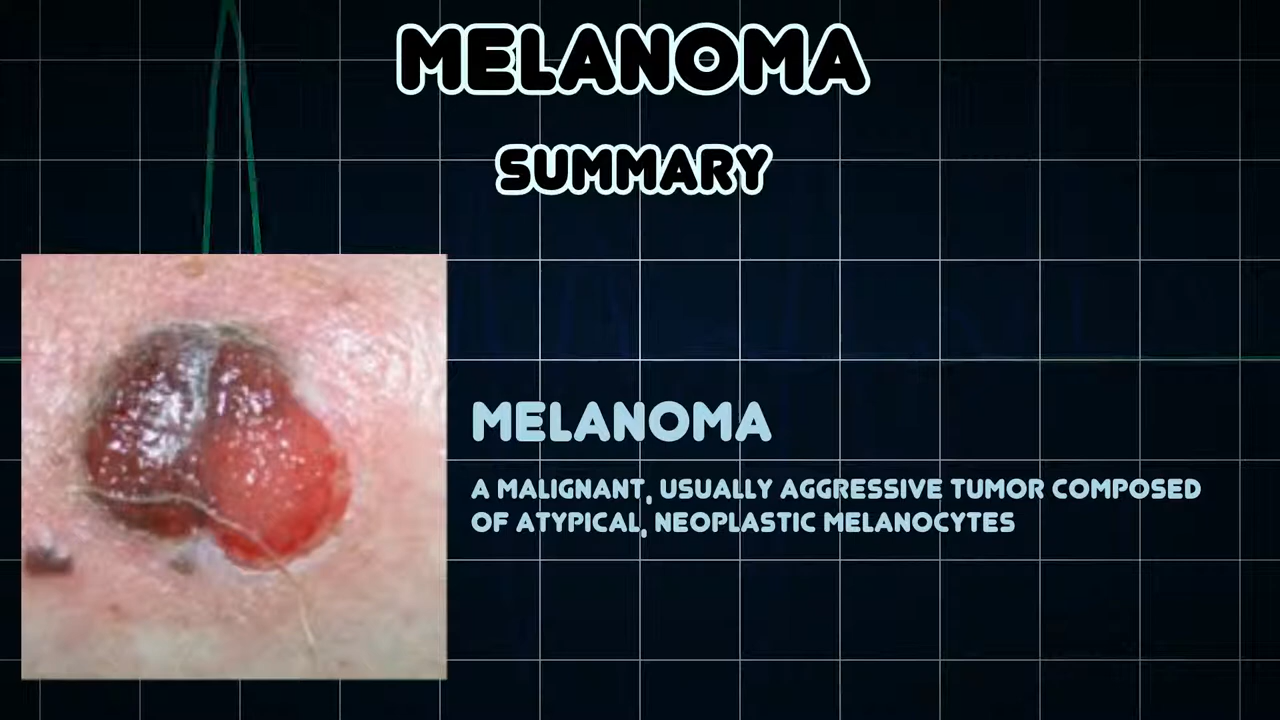 MELANOMA
SUMMARY
MELANOMA
A MALIGNANT, USUALLY AGGRESSIVE TUMOR COMPOSED
OF ATYPICAL, NEOPLASTIC MELANOCYTES